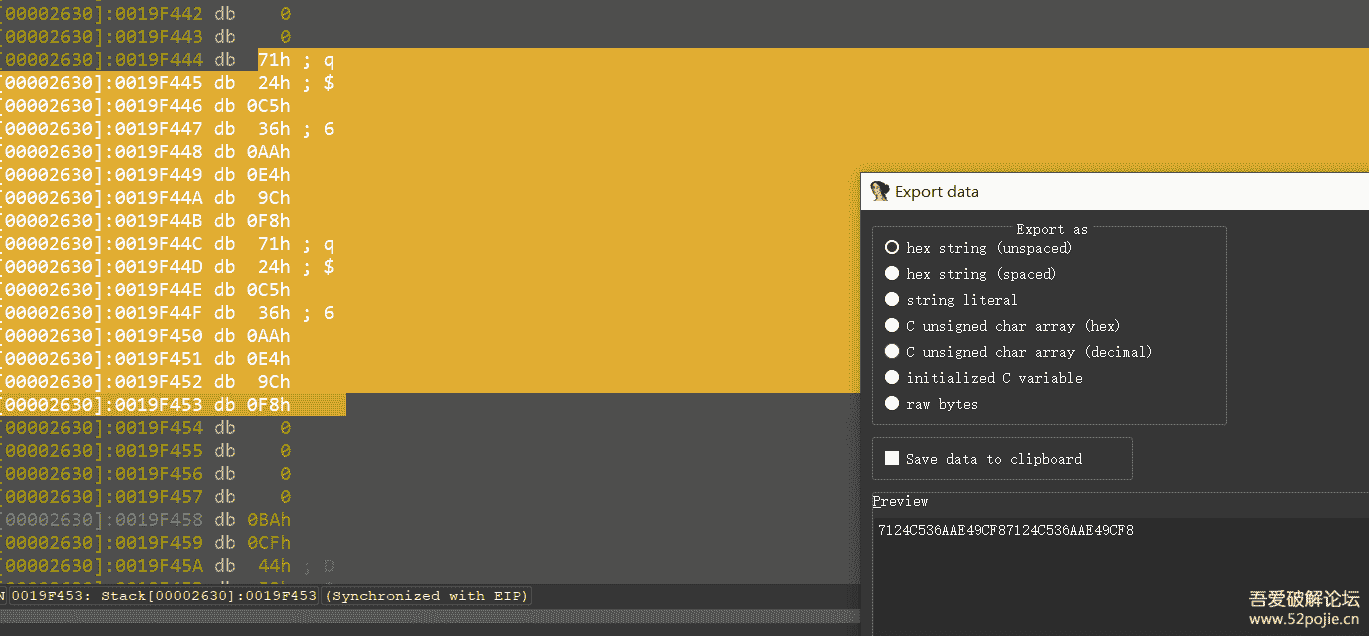 [00002630]:0019F442 db 0
[00002630]:0019F443 db 0
[00002630]:0019F444 db 71h ; q
[00002630]:0019F445 db 24h ; $
[00002630]:0019F446 db 0C5h
[00002630]:0019F447 db 36h ; 6
[00002630]:0019F448 db 0AAh
[00002630]:0019F449 db 0E4h
[00002630]:0019F44A db 9Ch
[00002630]:0019F44B db 0F8h
[00002630]:0019F44C db 71h ; q
[00002630]:0019F44D db 24h ; $
[00002630]:0019F44E db 0C5h
[00002630]:0019F44F db 36h ; 6
[00002630]:0019F450 db 0AAh
[00002630]:0019F451 db 0E4h
[00002630]:0019F452 db 9Ch
[00002630]:0019F453 db 0F8h
[00002630]:0019F454 db 0
[00002630]:0019F455 db 0
[00002630]:0019F456 db 0
[00002630]:0019F457 db 0
[00002630]:0019F458 db 0BAh
[00002630]:0019F459 db 0CFh
[00002630]:0019F45A db 44h ; D
0019F453: Stack[00002630]:0019F453 (Synchronized with EIP)
Export data
Export as
hex string (unspaced)
hex string (spaced)
string literal
C unsigned char array (hex)
C unsigned char array (decimal)
initialized C variable
raw bytes
Save data to clipboard
Preview
7124C536AAE49CF87124C536AAE49CF8
吾爱破解论坛
www.52pojie.cn